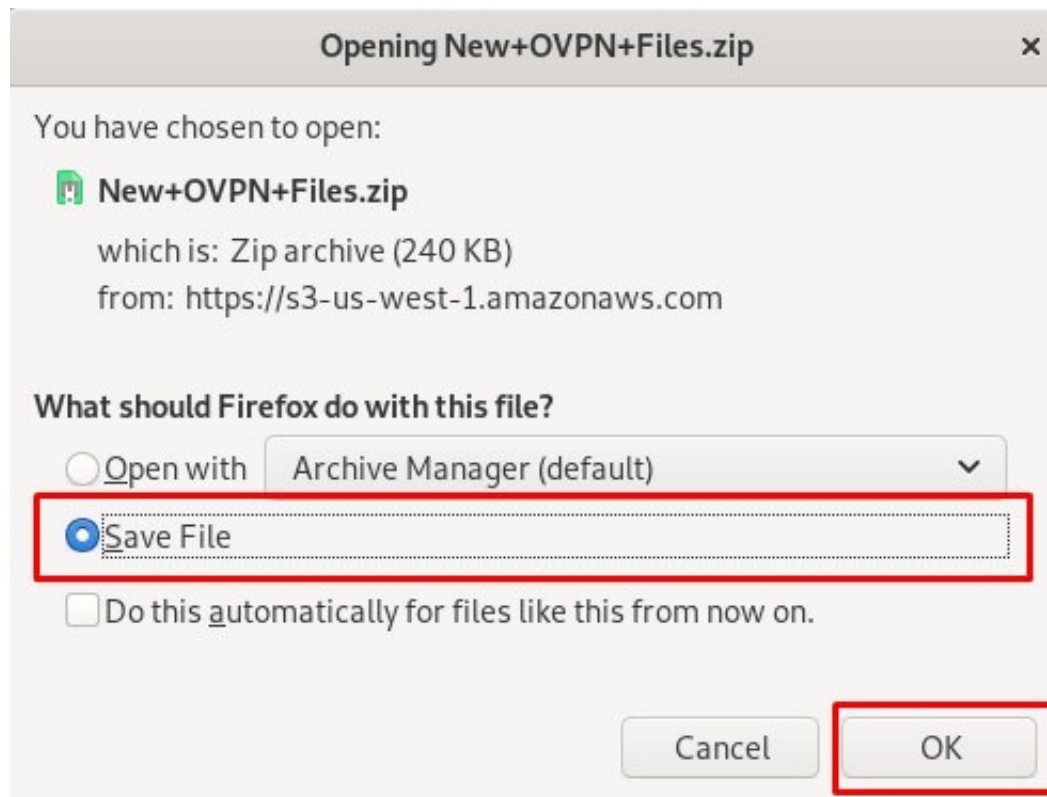 Opening New+OVPN+Files.zip
You have chosen to open:
New+OVPN+Files.zip
which is: Zip archive (240 KB)
from: https://s3-us-west-1.amazonaws.com
What should Firefox do with this file?
Open with Archive Manager (default)
Save File
Do this automatically for files like this from now on.
Cancel OK